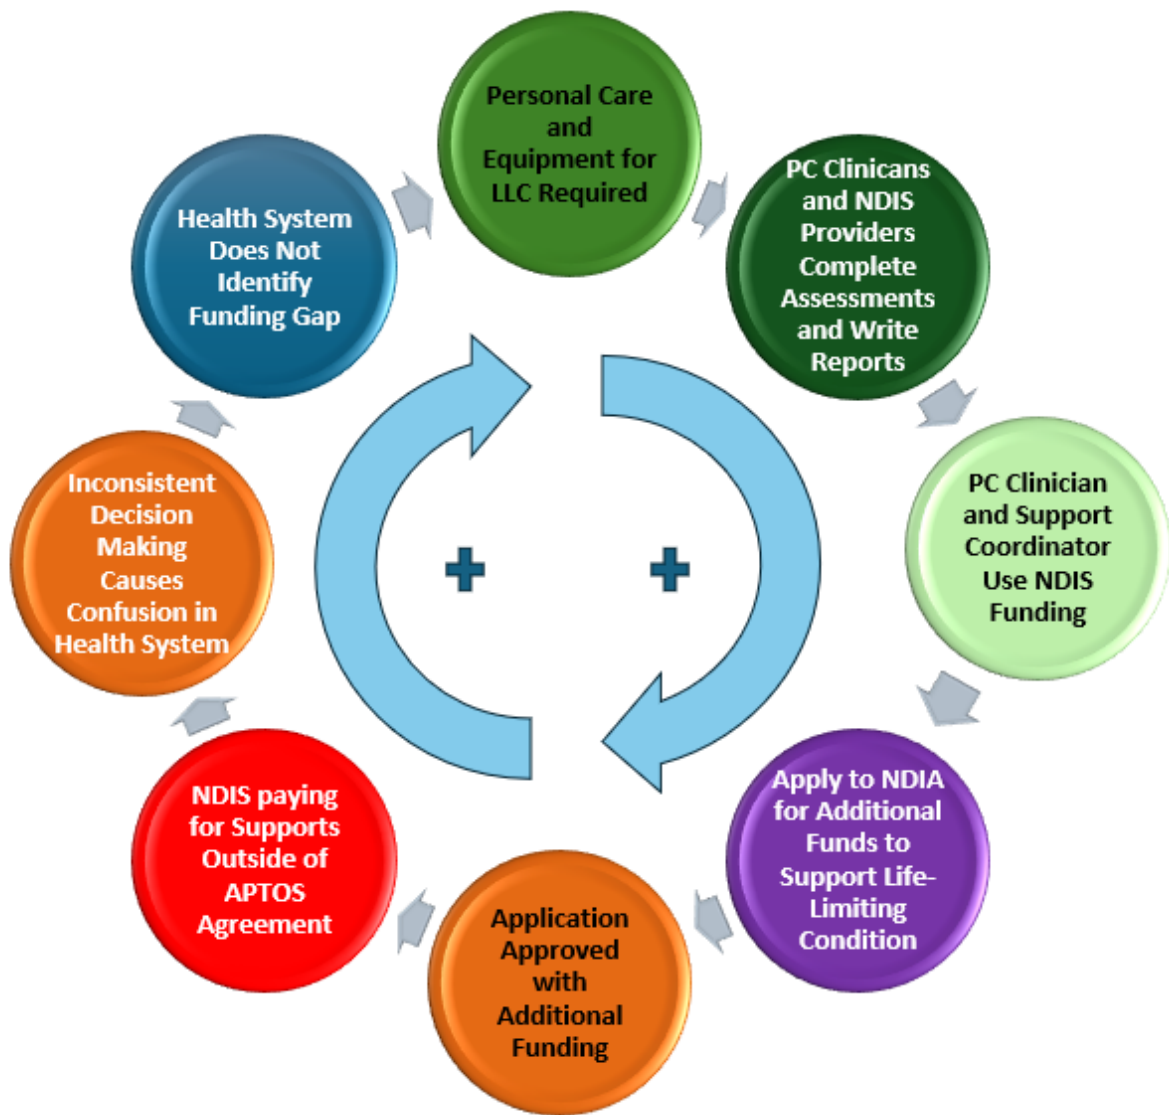 Personal Care
and
Equipment for
LLC Required
PC Clinicians
and NDIS
Providers
Complete
Assessments
and Write
Reports
PC Clinician
and Support
Coordinator
Use NDIS
Funding
Apply to NDIA
for Additional
Funds to
Support Life-
Limiting
Condition
Application
Approved
with
Additional
Funding
NDIS paying
for Supports
Outside of
APTOS
Agreement
Inconsistent
Decision
Making
Causes
Confusion in
Health System
Health System
Does Not
Identify
Funding Gap